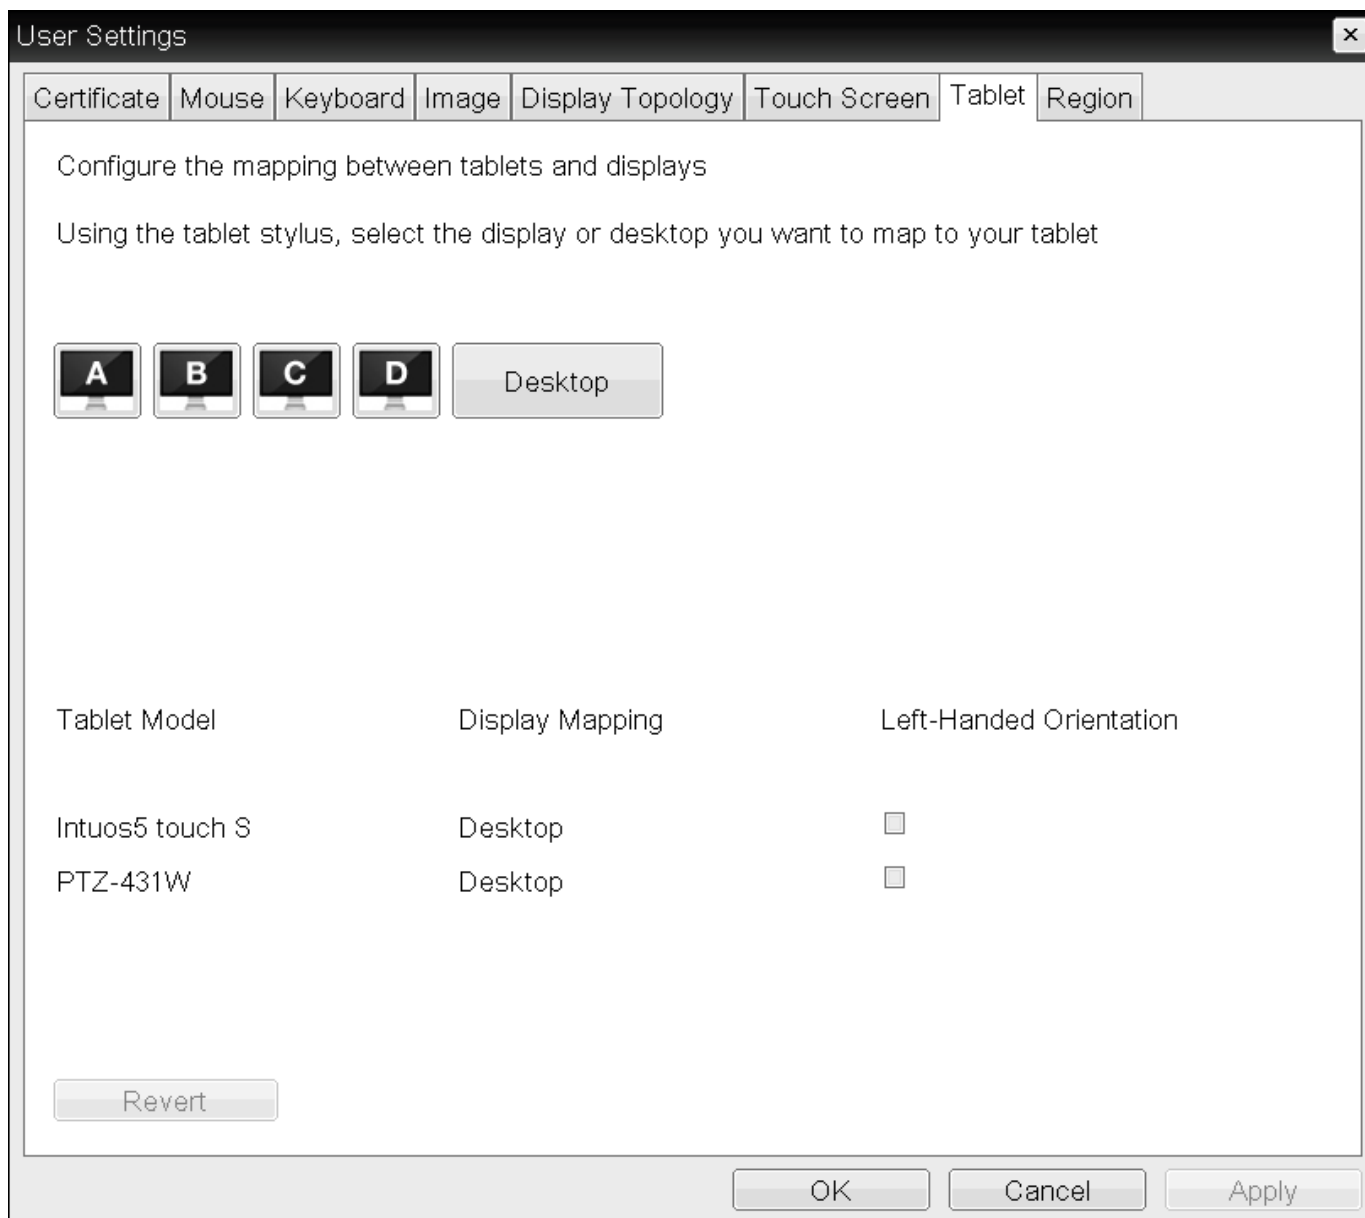 User Settings
Certificate Mouse Keyboard Image Display Topology Touch Screen Tablet Region
Configure the mapping between tablets and displays
Using the tablet stylus, select the display or desktop you want to map to your tablet
A B C D Desktop
Tablet Model Display Mapping Left-Handed Orientation
Intuos5 touch S Desktop
PTZ-431W Desktop
Revert
OK Cancel Apply